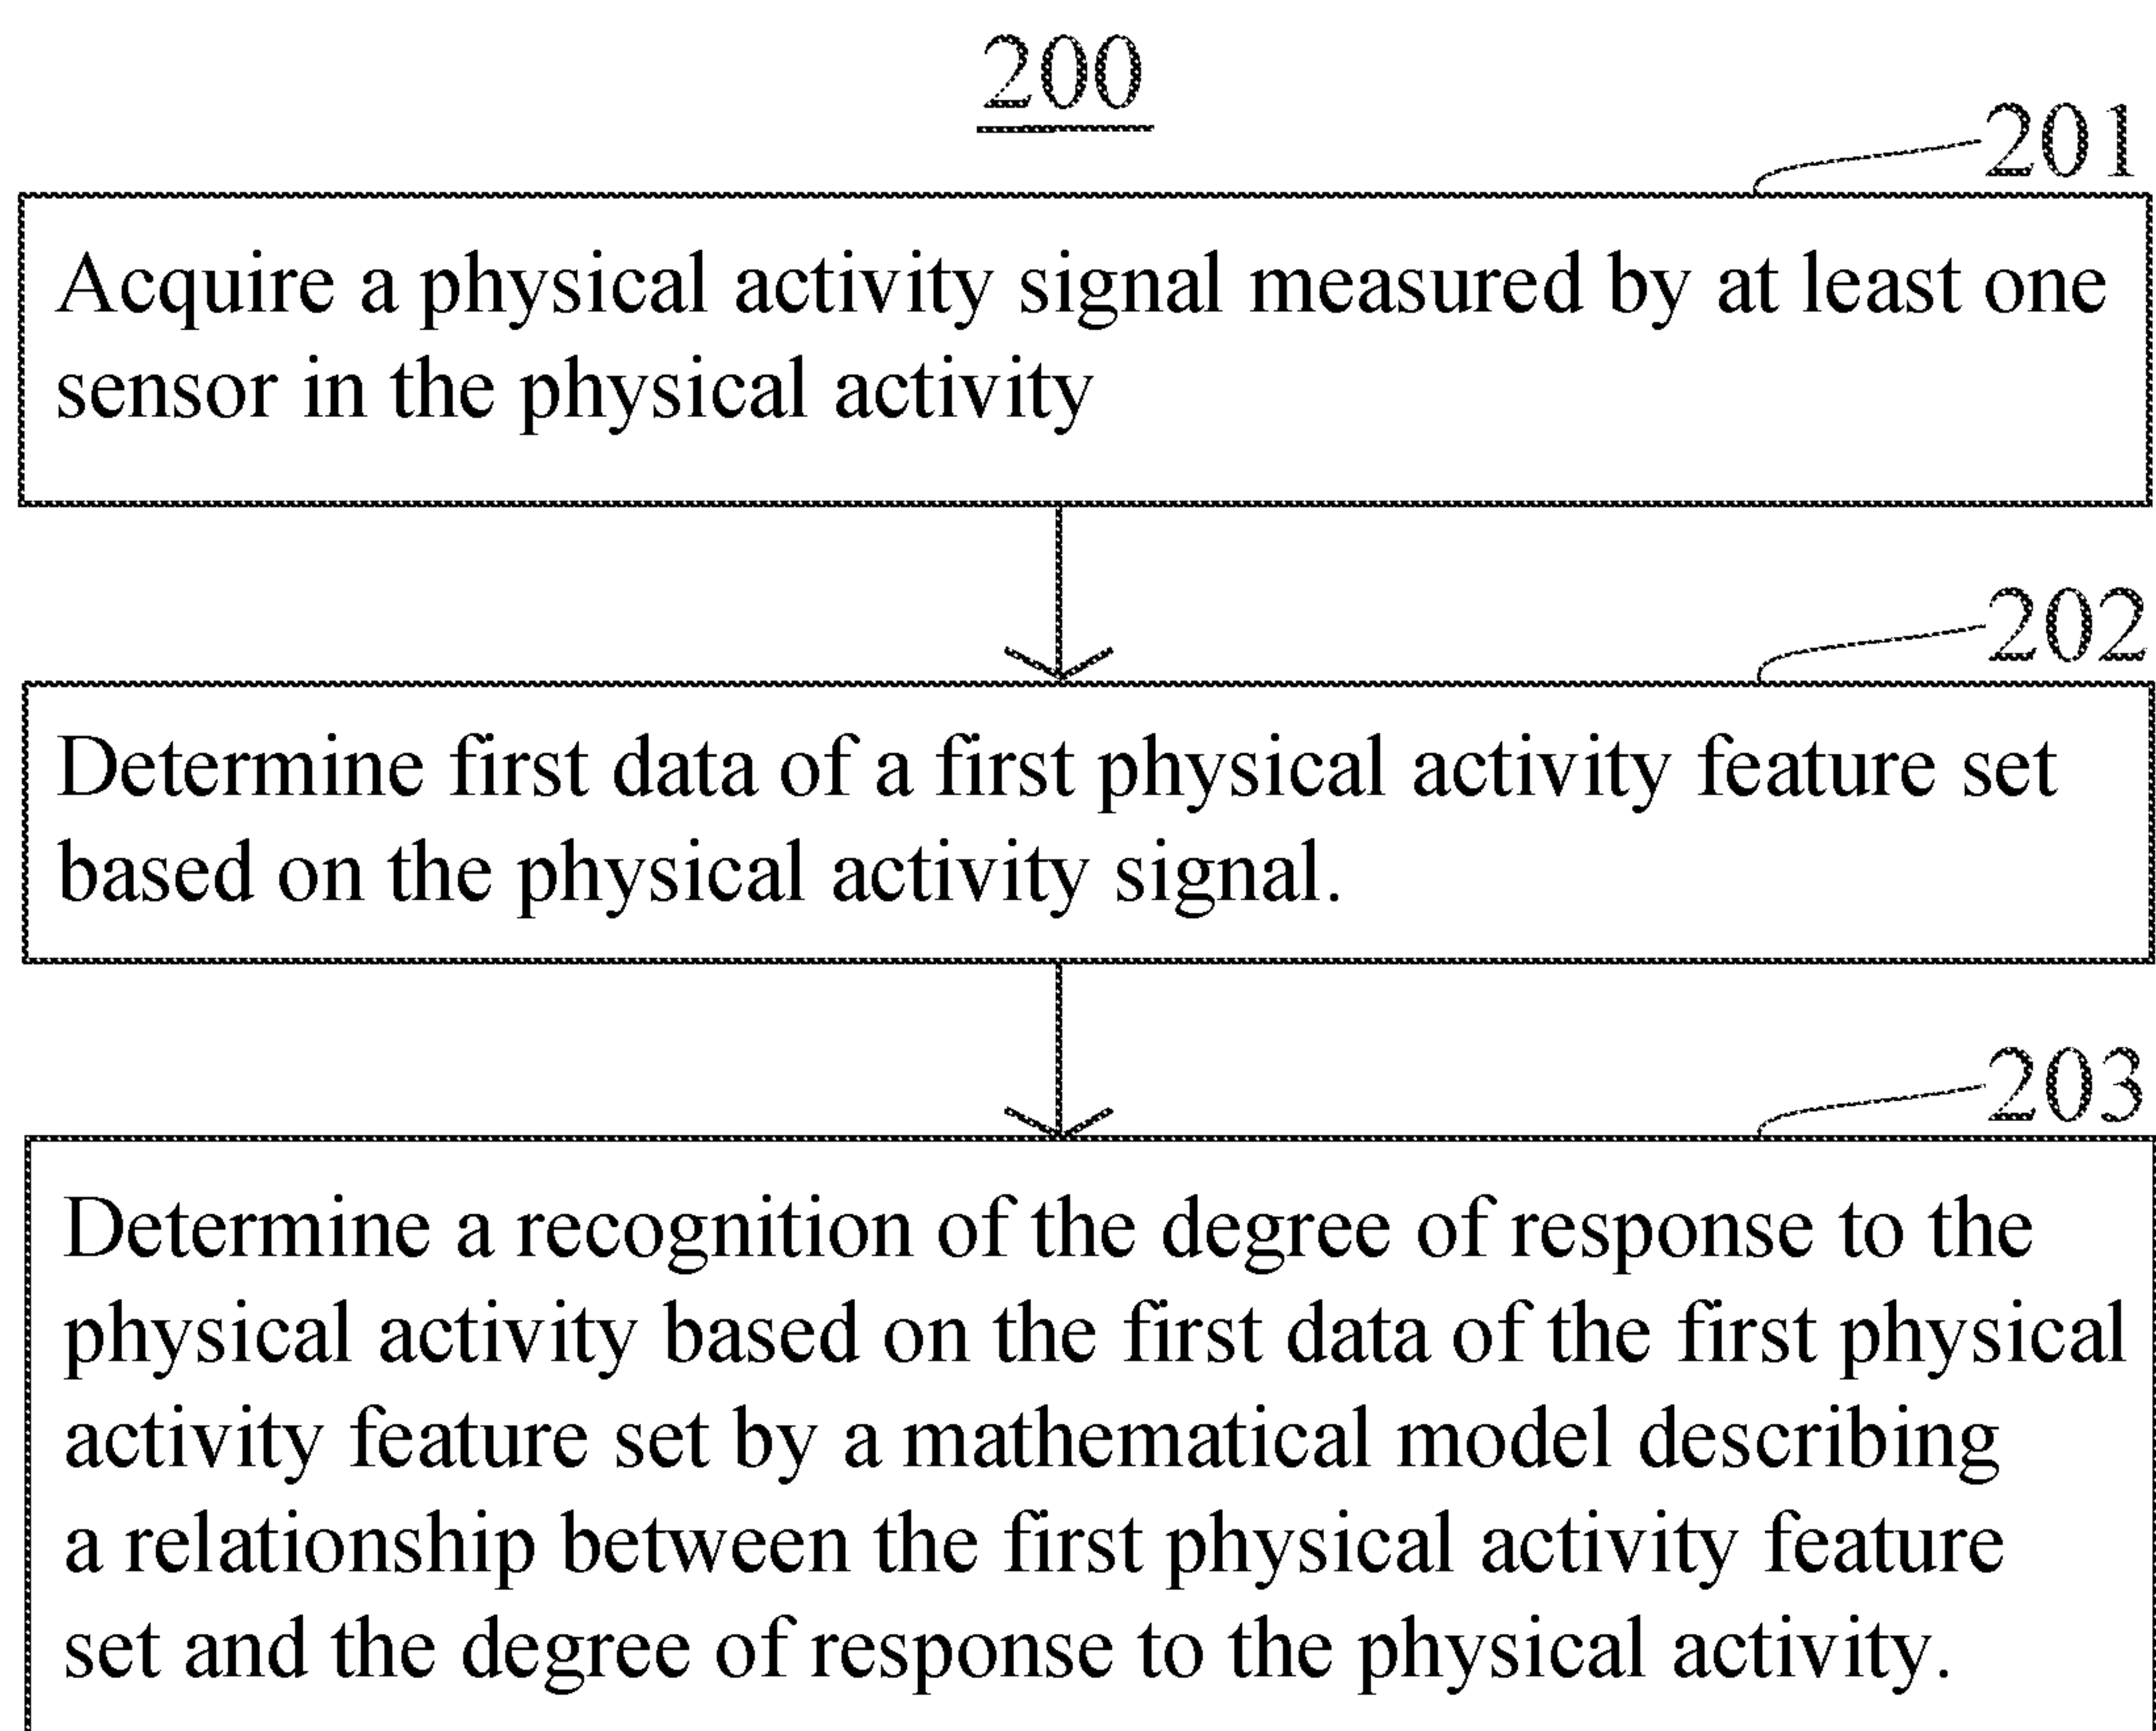 200
201
Acquire a physical activity signal measured by at least one
sensor in the physical activity
202
Determine first data of a first physical activity feature set
based on the physical activity signal.
203
Determine a recognition of the degree of response to the
physical activity based on the first data of the first physical
activity feature set by a mathematical model describing
a relationship between the first physical activity feature
set and the degree of response to the physical activity.